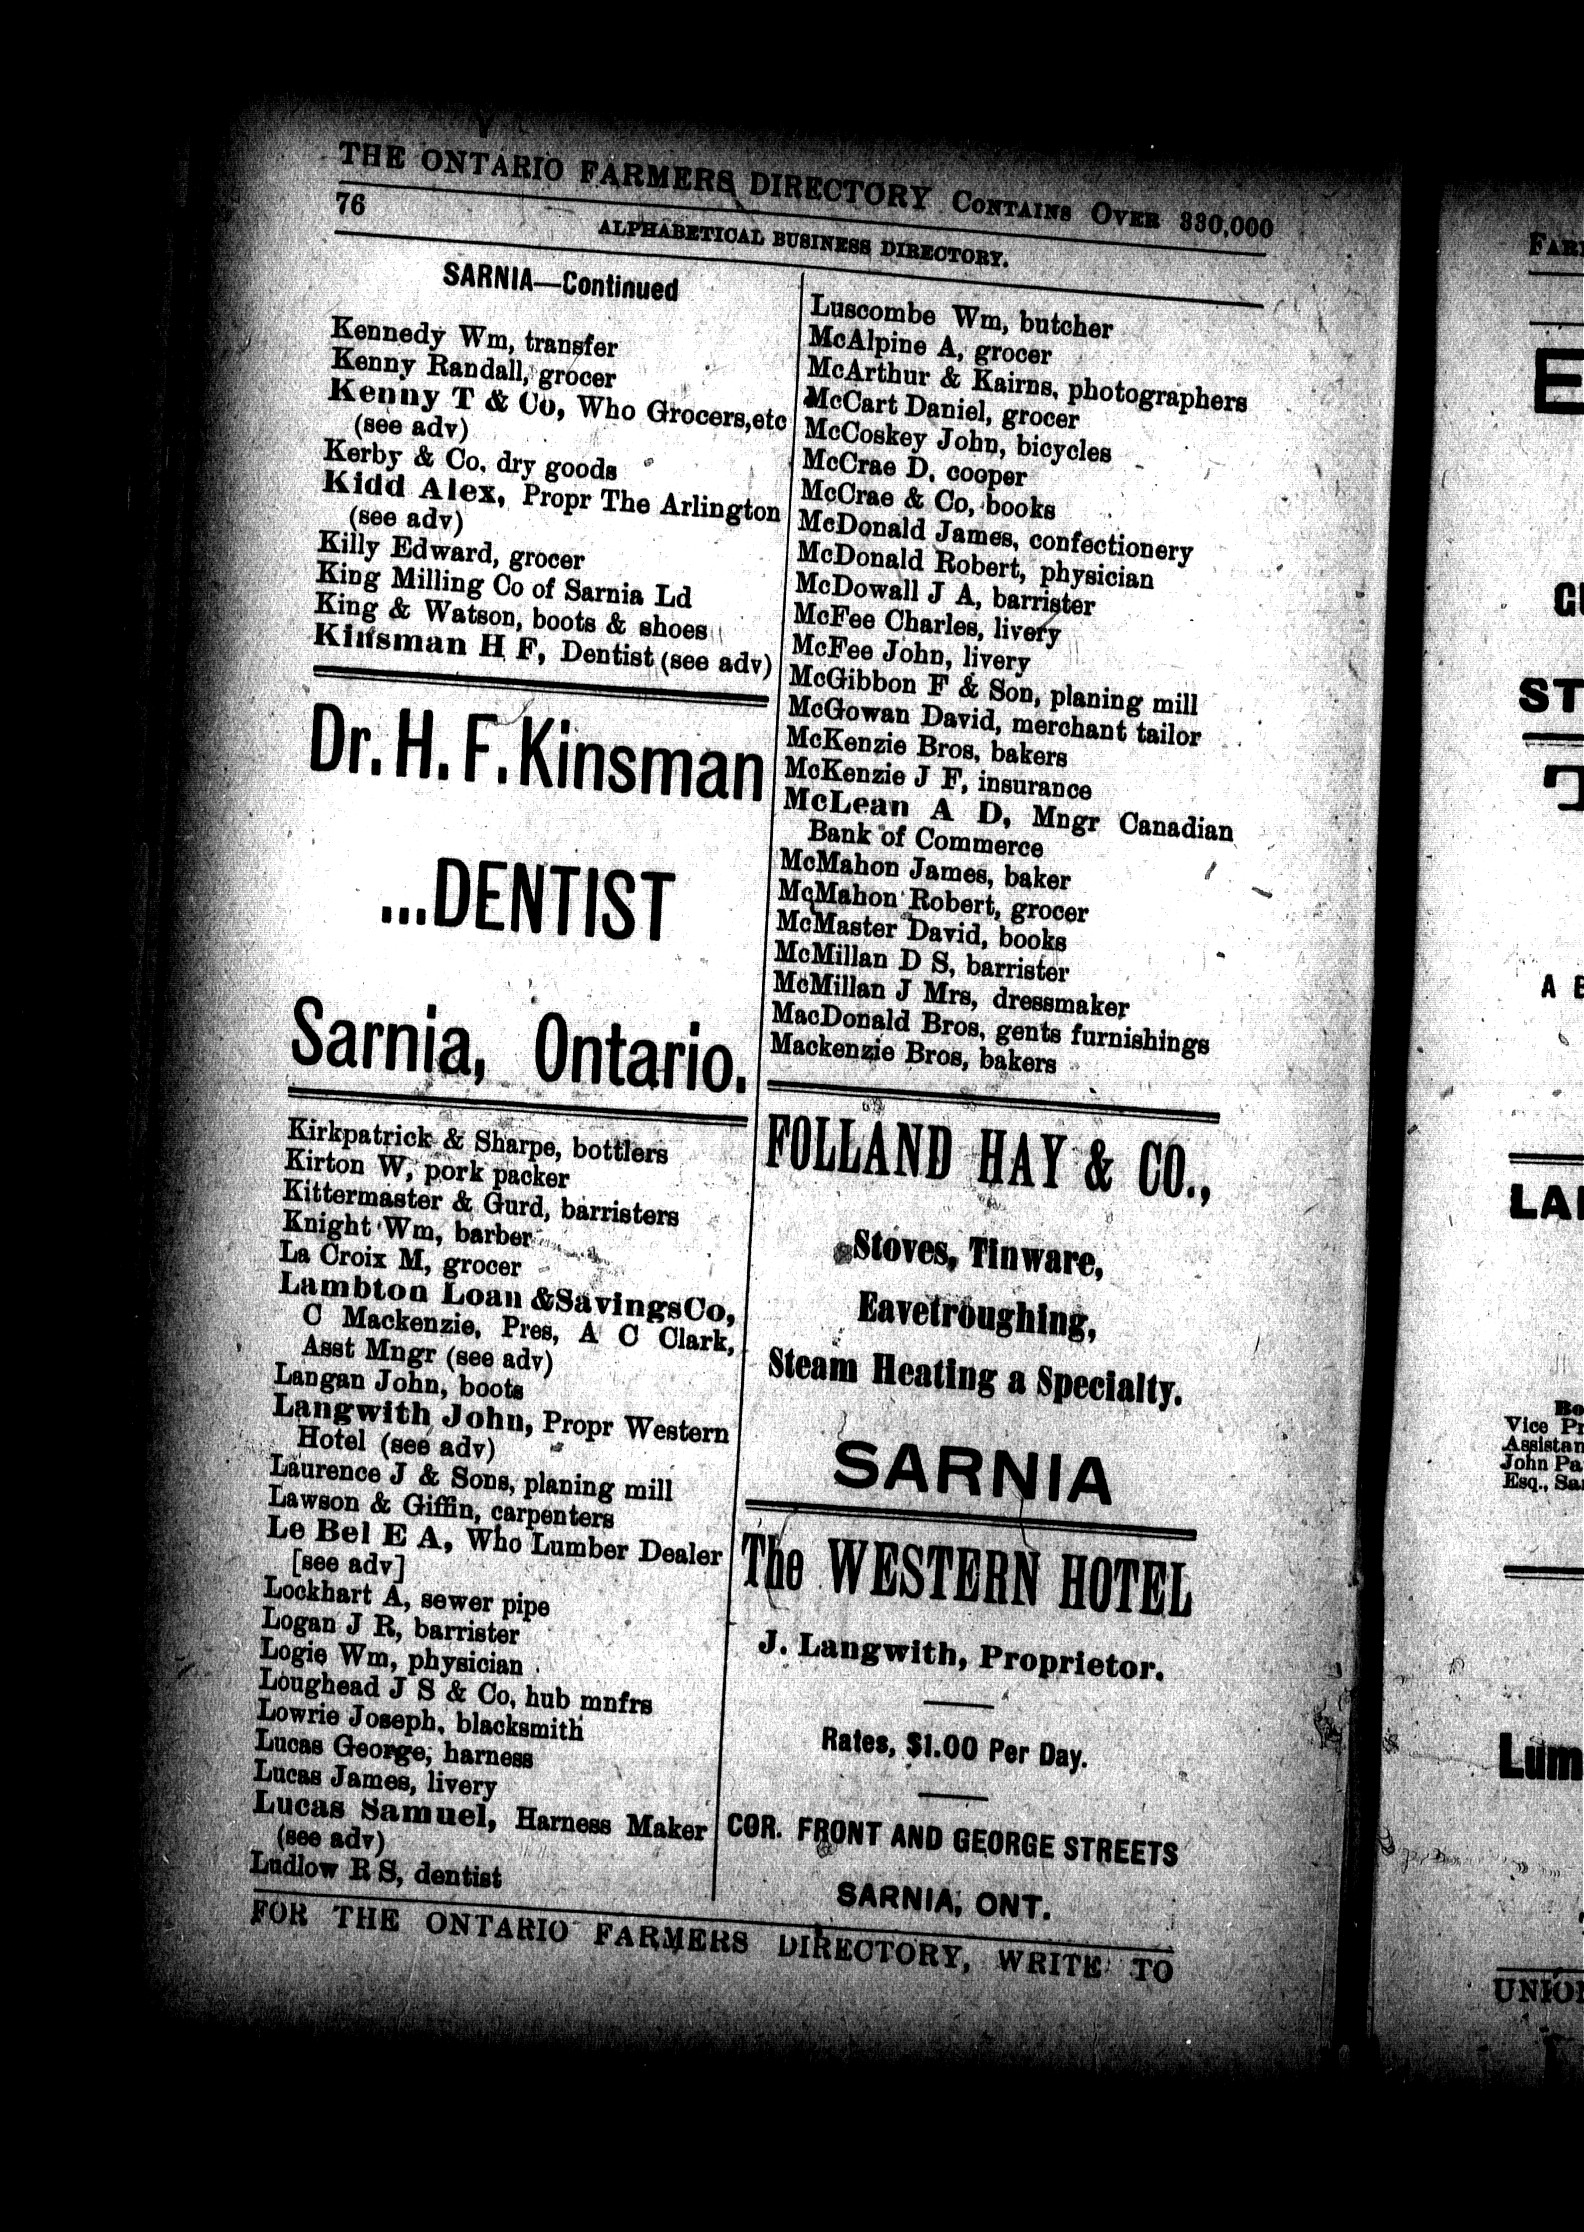 THE ONTARIO FARMERS DIRECTORY CONTAINS OVER 330,000
76
ALPHABETICAL BUSINESS DIRECTORY.
SARNIA—Continued
Kennedy Wm, transfer
Kenny Randall, grocer
Kenny T & Co, Who Grocers,etc
(see adv)
Kerby & Co, dry goods
Kidd Alex, Propr The Arlington
(see adv)
Killy Edward, grocer
King Milling Co of Sarnia Ld
King & Watson, boots & shoes
Kinsman H F, Dentist (see adv)
Dr. H. F. Kinsman
...DENTIST
Sarnia, Ontario.
Kirkpatrick & Sharpe, bottlers
Kirton W, pork packer
Kittermaster & Gurd, barristers
Knight Wm, barber
La Croix M, grocer
Lambton Loan &SavingsCo,
C Mackenzie, Pres, A C Clark,
Asst Mngr (see adv)
Langan John, boots
Langwith John, Propr Western
Hotel (see adv)
Laurence J & Sons, planing mill
Lawson & Giffin, carpenters
Le Bel E A, Who Lumber Dealer
[see adv]
Lockhart A, sewer pipe
Logan J R, barrister
Logie Wm, physician
Loughead J S & Co, hub mnfrs
Lowrie Joseph, blacksmith
Lucas George, harness
Lucas James, livery
Lucas Samuel, Harness Maker
(see adv)
Ludlow R S, dentist
Luscombe Wm, butcher
McAlpine A, grocer
McArthur & Kairns, photographers
McCart Daniel, grocer
McCoskey John, bicycles
McCrae D, cooper
McCrae & Co, books
McDonald James, confectionery
McDonald Robert, physician
McDowall J A, barrister
McFee Charles, livery
McFee John, livery
McGibbon F & Son, planing mill
McGowan David, merchant tailor
McKenzie Bros, bakers
McKenzie J F, insurance
McLean A D, Mngr Canadian
Bank of Commerce
McMahon James, baker
McMahon Robert, grocer
McMaster David, books
McMillan D S, barrister
McMillan J Mrs, dressmaker
MacDonald Bros, gents furnishings
Mackenzie Bros, bakers
FOLLAND HAY & CO.,
Stoves, Tinware,
Eavetroughing,
Steam Heating a Specialty.
SARNIA
The WESTERN HOTEL
J. Langwith, Proprietor.
Rates, $1.00 Per Day.
COR. FRONT AND GEORGE STREETS
SARNIA, ONT.
FOR THE ONTARIO FARMERS DIRECTORY, WRITE TO
ST
A
Vice Pr
Assistan
John Pa
Esq., Sa
Lum